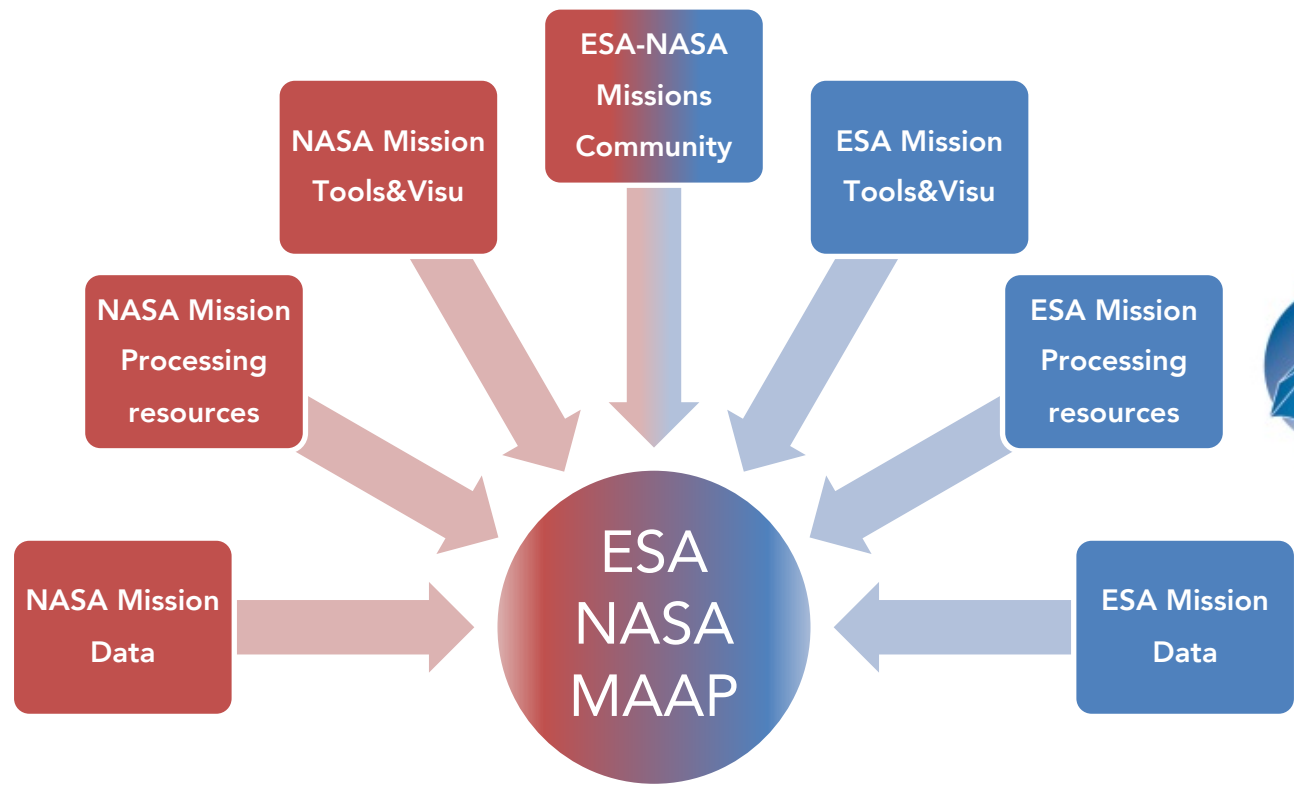 ESA-NASA
Missions
Community
NASA Mission
Tools&Visu
ESA Mission
Tools&Visu
NASA Mission
Processing
resources
ESA Mission
Processing
resources
NASA Mission
Data
ESA
NASA
MAAP
ESA Mission
Data